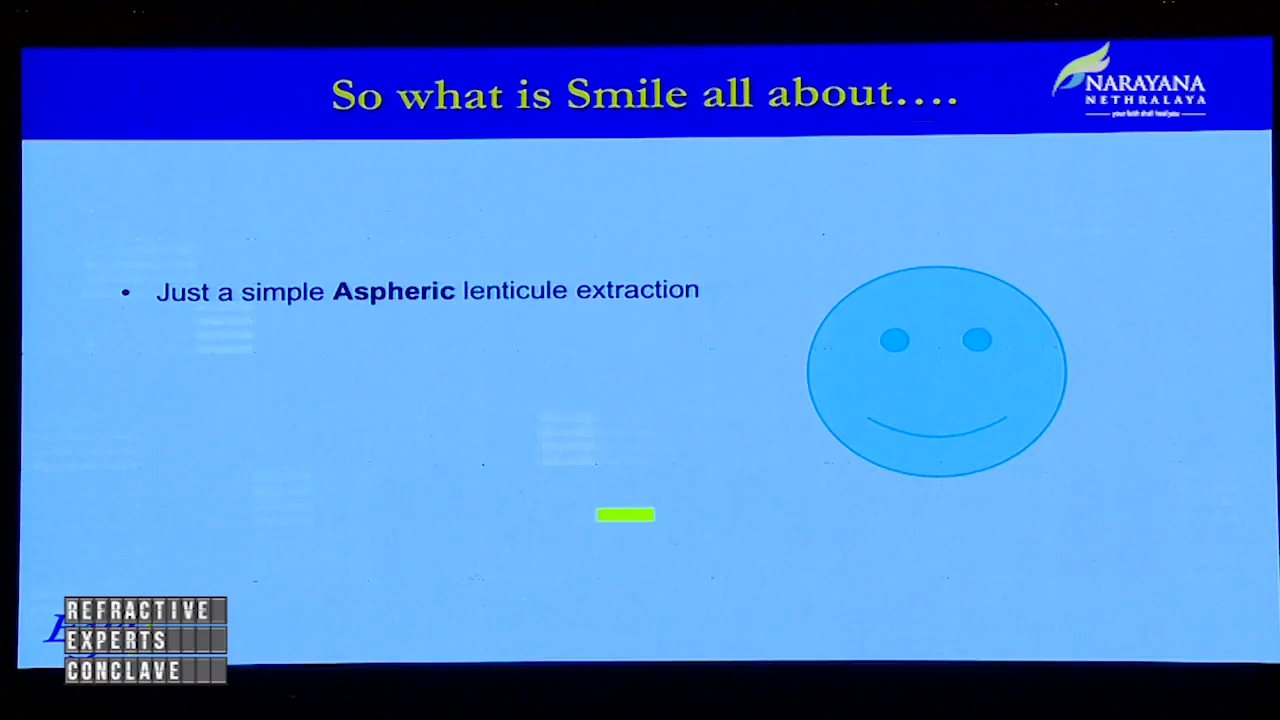 So what is Smile all about....
NARAYANA
NETHRALAYA
your faith shall heal you
• Just a simple Aspheric lenticule extraction
REFRACTIVE
EXPERTS
CONCLAVE